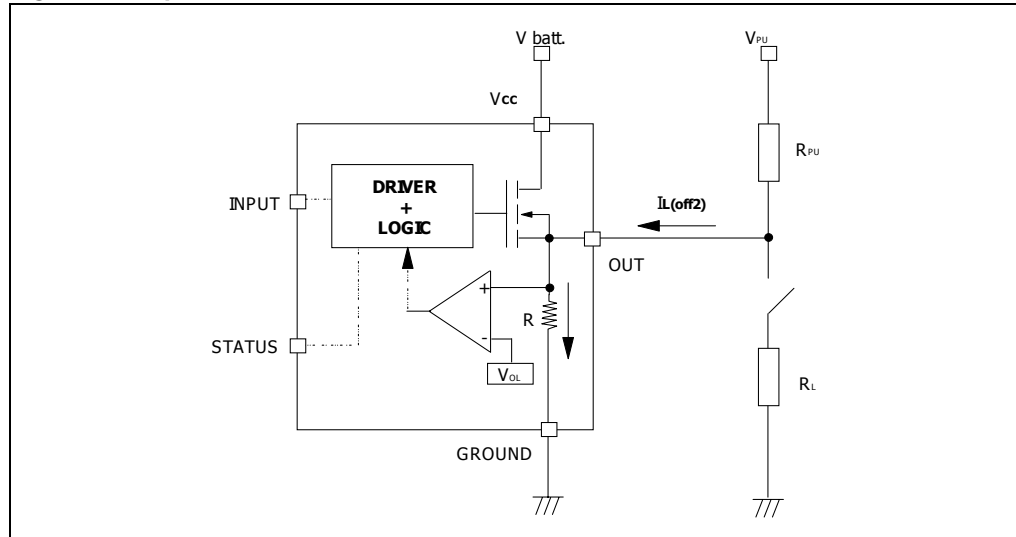 V batt.
VPU
Vcc
RPU
DRIVER
+
LOGIC
INPUT
IL(off2)
OUT
+
R
-
STATUS
VOL
RL
GROUND